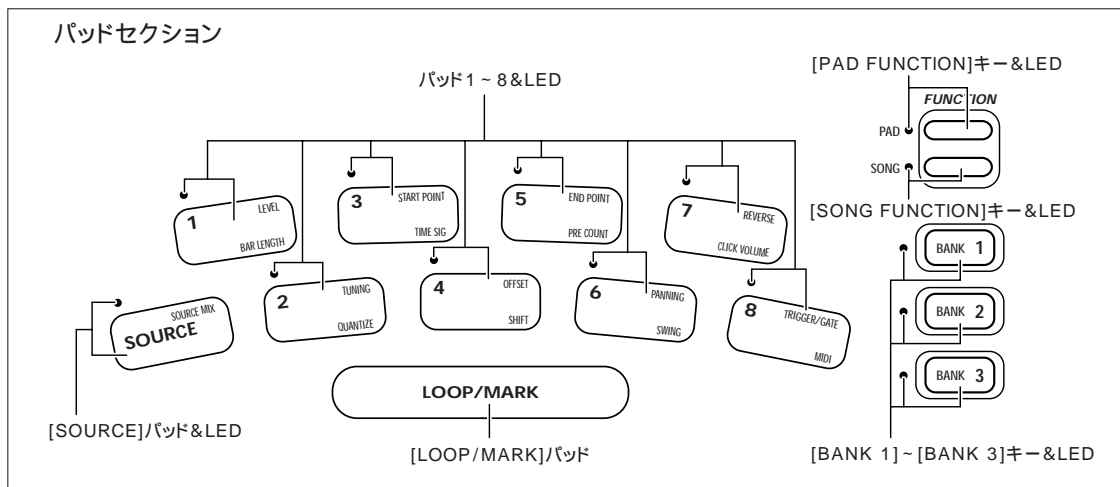 パッドセクション
パッド1~8&LED
[PAD FUNCTION]キー&LED
FUNCTION
PAD
SONG
[SONG FUNCTION]キー&LED
1 LEVEL
BAR LENGTH
3 START POINT
TIME SIG
5 END POINT
PRE COUNT
7 REVERSE
CLICK VOLUME
2 TUNING
QUANTIZE
4 OFFSET
SHIFT
6 PANNING
SWING
8 TRIGGER/GATE
MIDI
SOURCE MIX
SOURCE
LOOP/MARK
BANK 1
BANK 2
BANK 3
[SOURCE]パッド&LED
[LOOP/MARK]パッド
[BANK 1]~[BANK 3]キー&LED